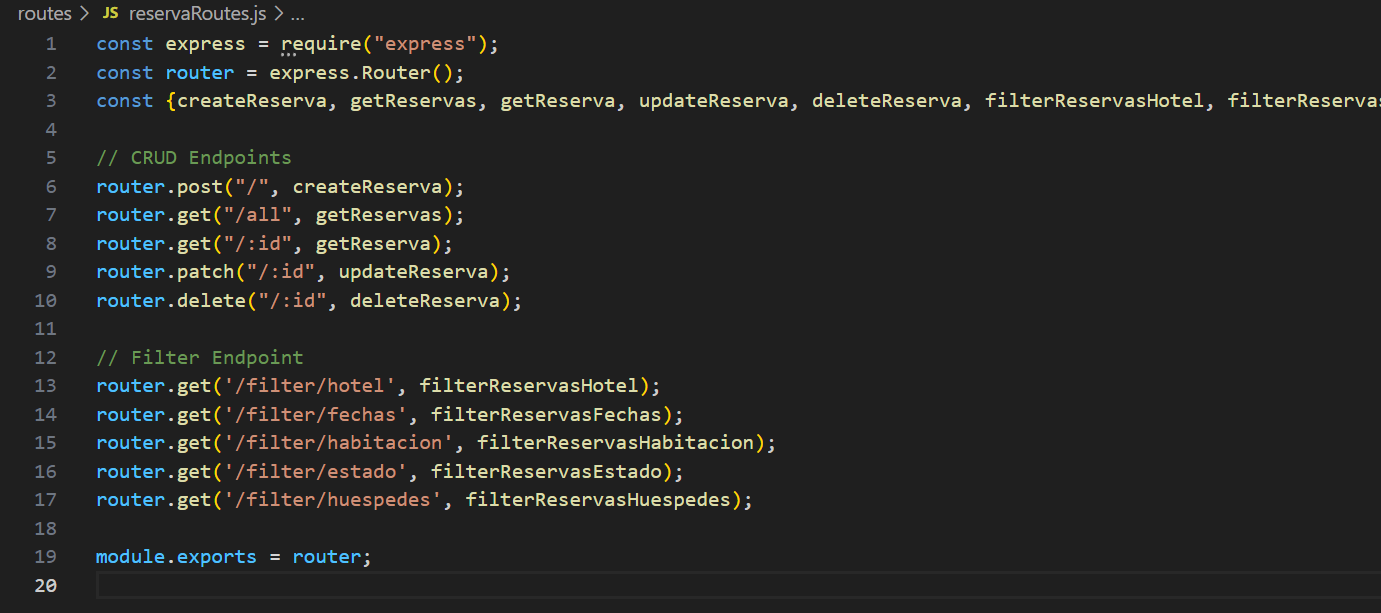 routes > JS reservaRoutes.js > ...
1 const express = require("express");
2 const router = express.Router();
3 const {createReserva, getReservas, getReserva, updateReserva, deleteReserva, filterReservasHotel, filterReservas
4
5 // CRUD Endpoints
6 router.post("/", createReserva);
7 router.get("/all", getReservas);
8 router.get("/:id", getReserva);
9 router.patch("/:id", updateReserva);
10 router.delete("/:id", deleteReserva);
11
12 // Filter Endpoint
13 router.get('/filter/hotel', filterReservasHotel);
14 router.get('/filter/fechas', filterReservasFechas);
15 router.get('/filter/habitacion', filterReservasHabitacion);
16 router.get('/filter/estado', filterReservasEstado);
17 router.get('/filter/huespedes', filterReservasHuespedes);
18
19 module.exports = router;
20